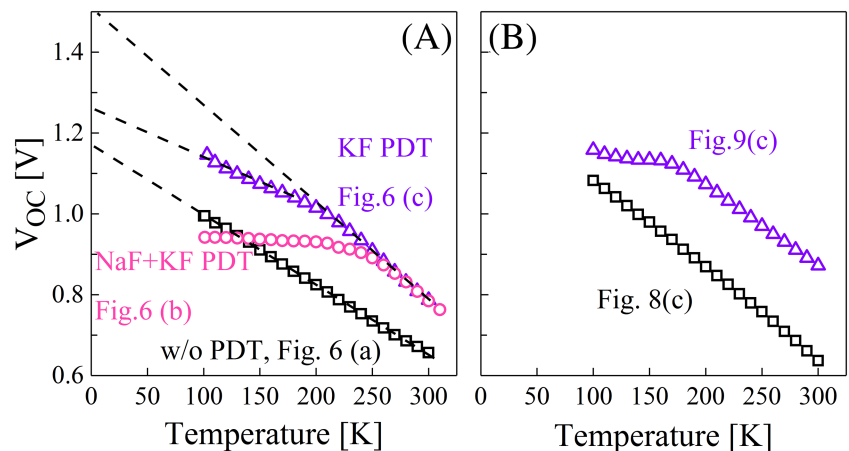 (A)
(B)
1.4
1.2
1.0
0.8
0.6
V_OC [V]
KF PDT
Fig.6 (c)
NaF+KF PDT
Fig.6 (b)
w/o PDT, Fig. 6 (a)
Fig.9(c)
Fig. 8(c)
0 50 100 150 200 250 300
0 50 100 150 200 250 300
Temperature [K]
Temperature [K]